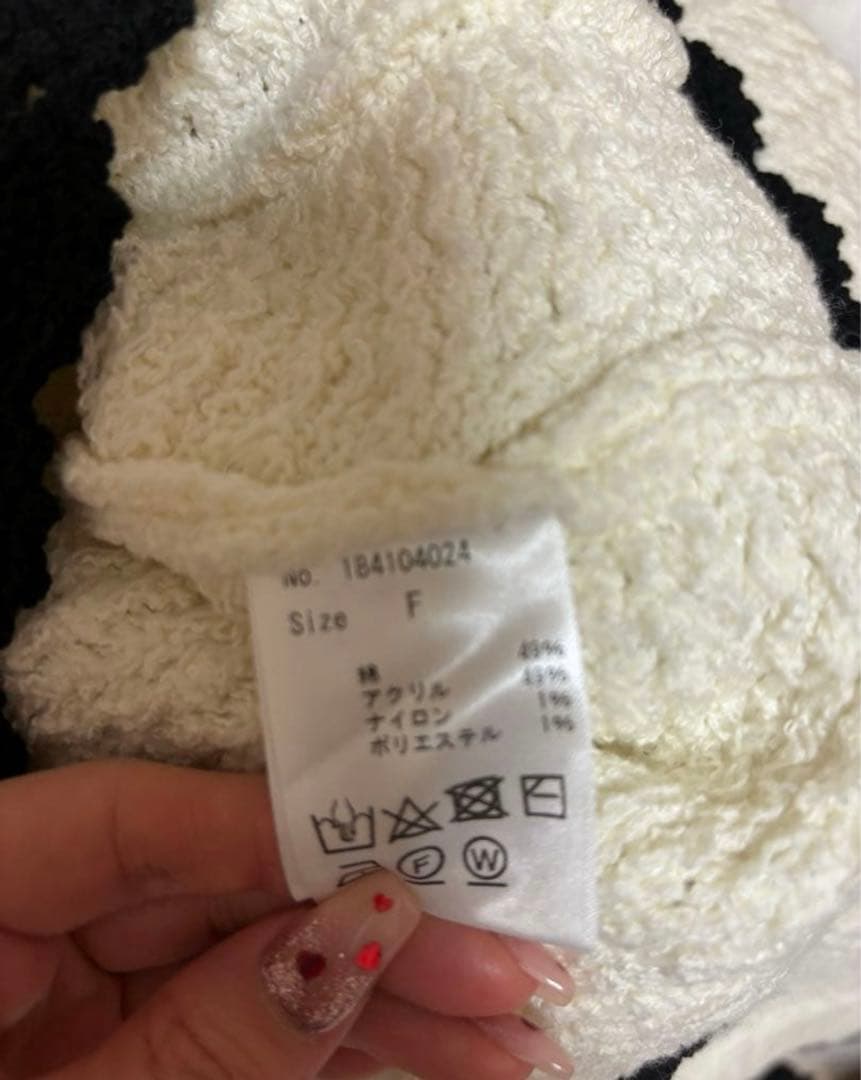 No. 184104024
Size F
綿 49%
アクリル 49%
ナイロン 1%
ポリエステル 1%
F W